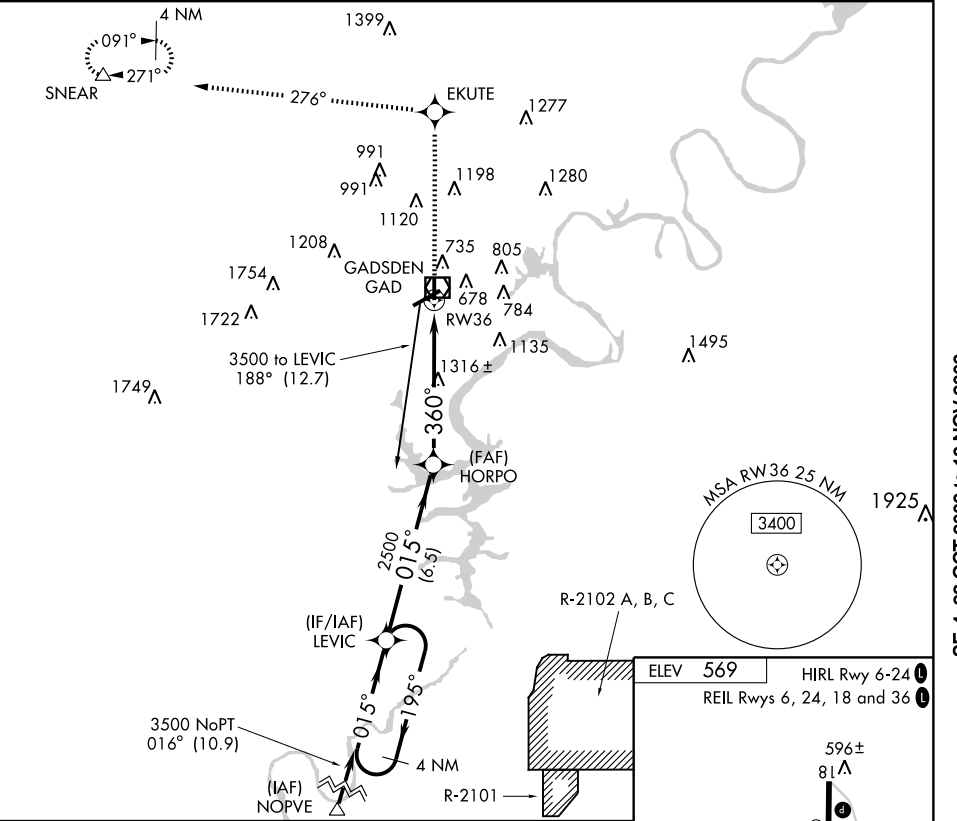 1399
4 NM
091°
271°
SNEAR
276°
EKUTE
1277
991
991
1198
1280
1120
1208
735
805
GADSDEN
GAD
1754
678
784
1722
RW36
1135
1495
3500 to LEVIC
188° (12.7)
1316 ±
1749
360°
(FAF)
HORPO
MSA RW36 25 NM
3400
1925
2500
015°
(6.5)
R-2102 A, B, C
(IF/IAF)
LEVIC
ELEV 569
HIRL Rwy 6-24 L
REIL Rwys 6, 24, 18 and 36 L
195°
015°
3500 NoPT
016° (10.9)
4 NM
596±
18
P
(IAF)
NOPVE
R-2101